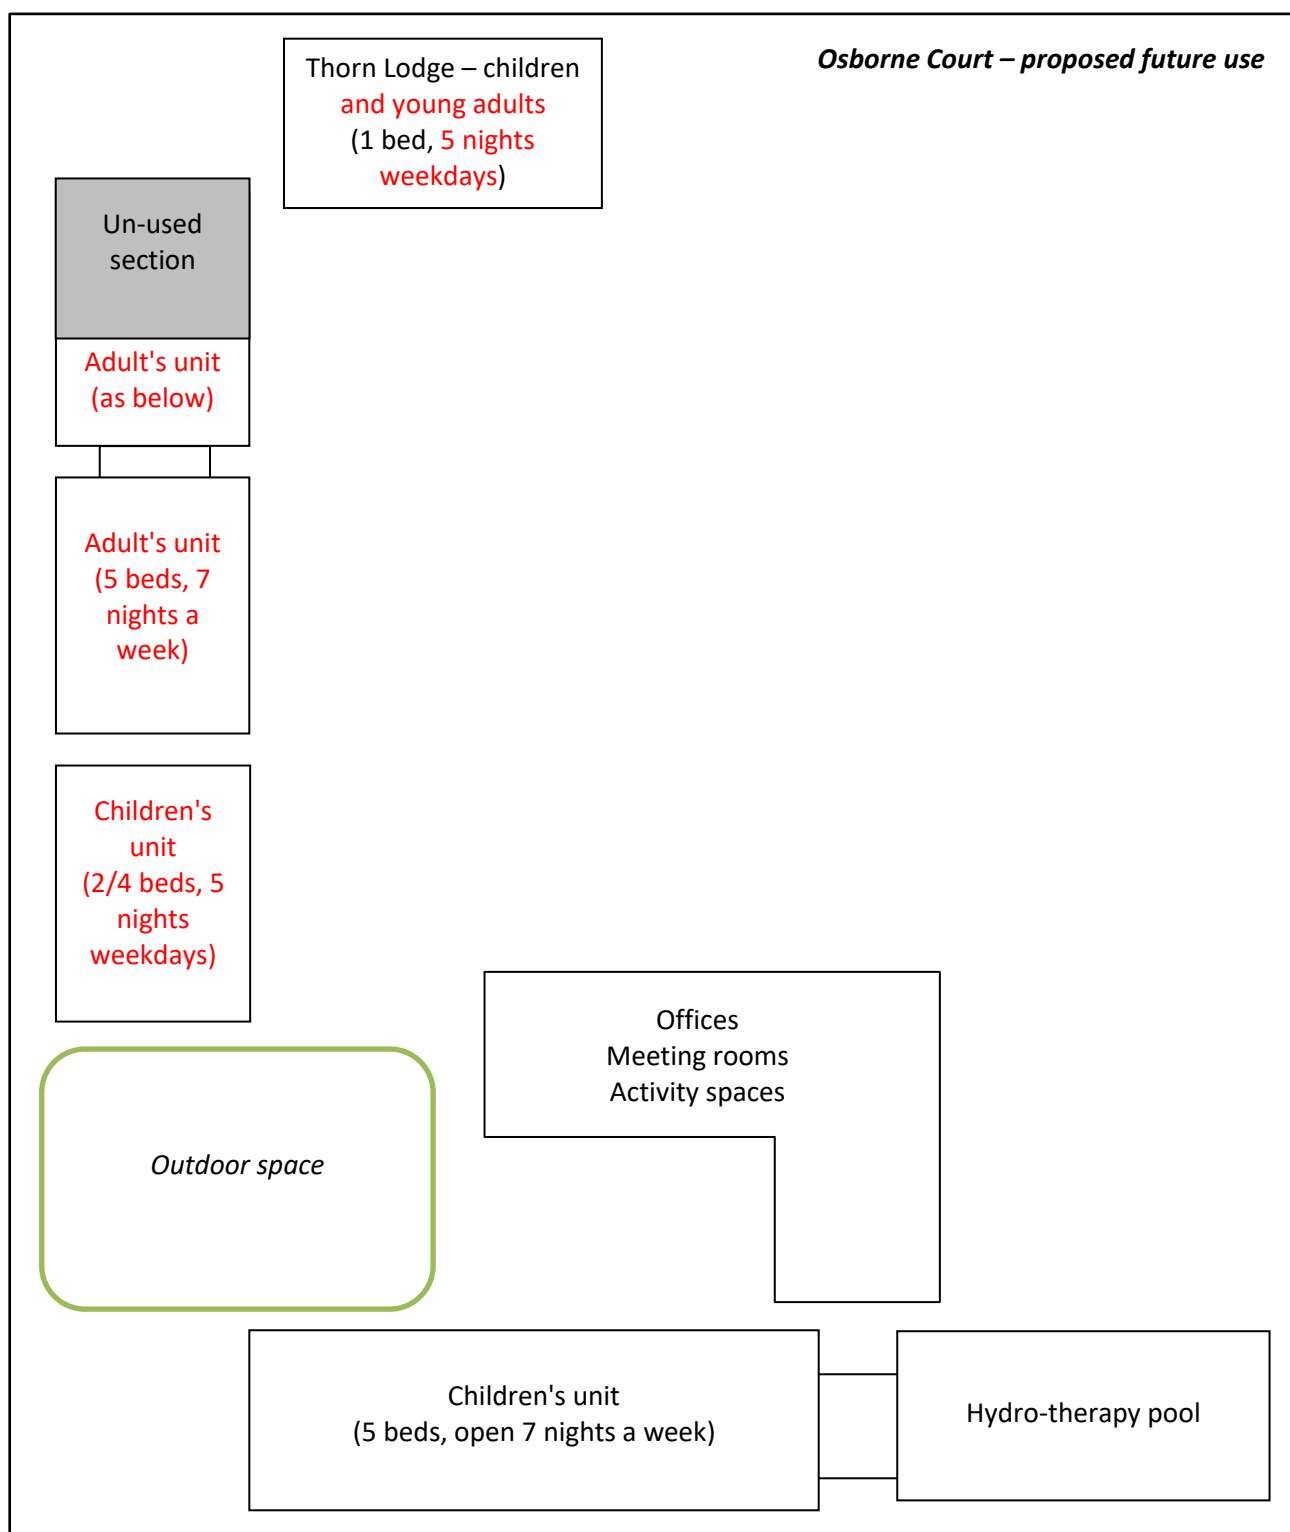 Osborne Court – proposed future use
Thorn Lodge – children
and young adults
(1 bed, 5 nights
weekdays)
Un-used
section
Adult's unit
(as below)
Adult's unit
(5 beds, 7
nights a
week)
Children's
unit
(2/4 beds, 5
nights
weekdays)
Offices
Meeting rooms
Activity spaces
Outdoor space
Children's unit
(5 beds, open 7 nights a week)
Hydro-therapy pool